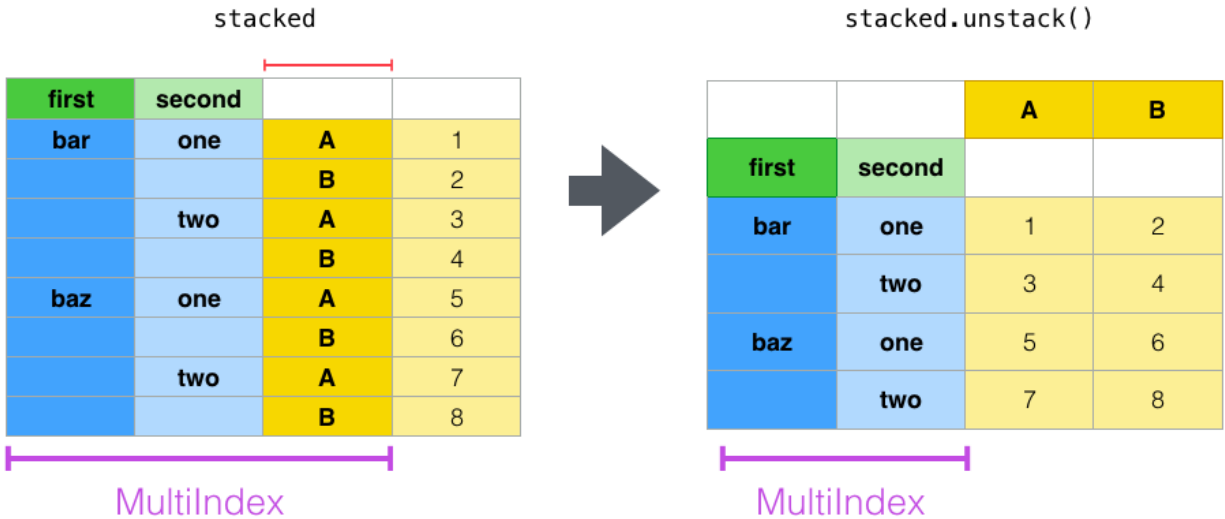 stacked
first second
bar one A 1
B 2
two A 3
B 4
baz one A 5
B 6
two A 7
B 8
MultiIndex
stacked.unstack()
A B
first second
bar one 1 2
two 3 4
baz one 5 6
two 7 8
MultiIndex